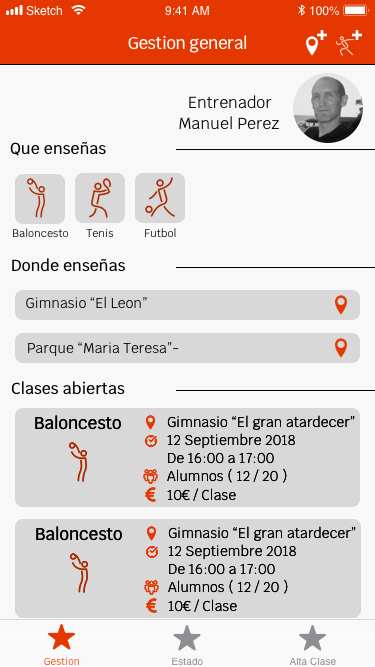 Sketch 9:41 AM 100%
Gestion general
Entrenador
Manuel Perez
Que enseñas
Baloncesto Tenis Futbol
Donde enseñas
Gimnasio “El Leon”
Parque “Maria Teresa”-
Clases abiertas
Baloncesto
Gimnasio “El gran atardecer”
12 Septiembre 2018
De 16:00 a 17:00
Alumnos ( 12 / 20 )
€ 10€ / Clase
Baloncesto
Gimnasio “El gran atardecer”
12 Septiembre 2018
De 16:00 a 17:00
Alumnos ( 12 / 20 )
€ 10€ / Clase
Gestion Estado Alta Clase